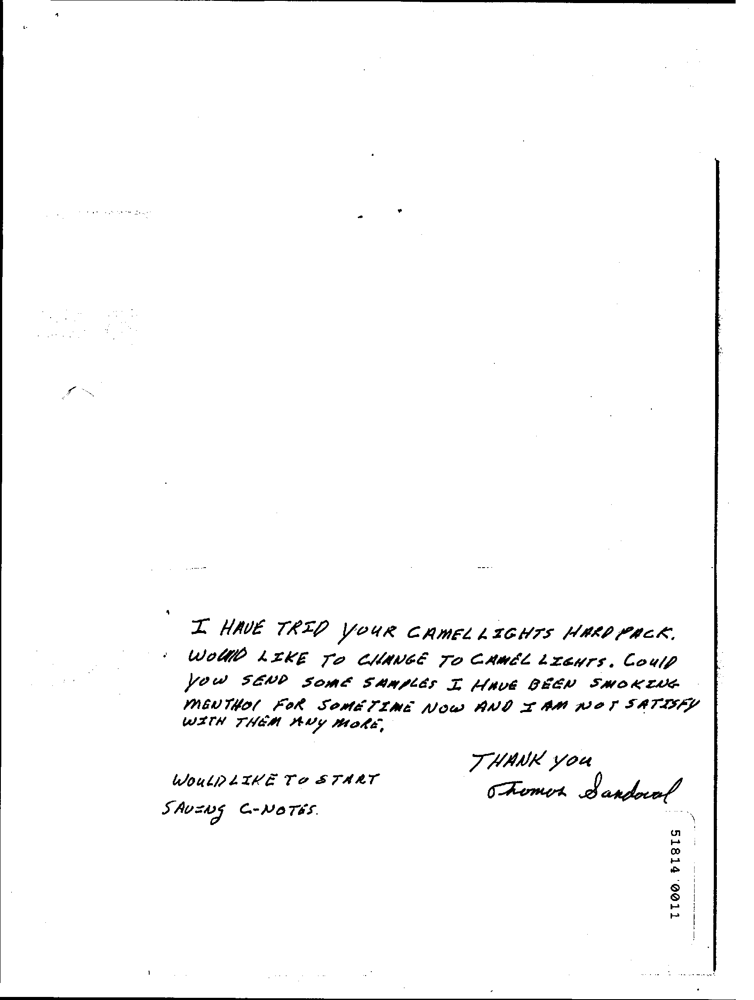 I HAVE TRID YOUR CAMEL LIGHTS HARD PACK.
WOULD LIKE TO CHANGE TO CAMEL LIGHTS. COULD
YOU SEND SOME SAMPLES I HAVE BEEN SMOKING
MENTHOL FOR SOMETIME NOW AND I AM NOT SATISFY
WITH THEM ANY MORE,
THANK YOU
Thomas Sandoval
WOULD LIKE TO START
SAVING C-NOTES.
51814 0011